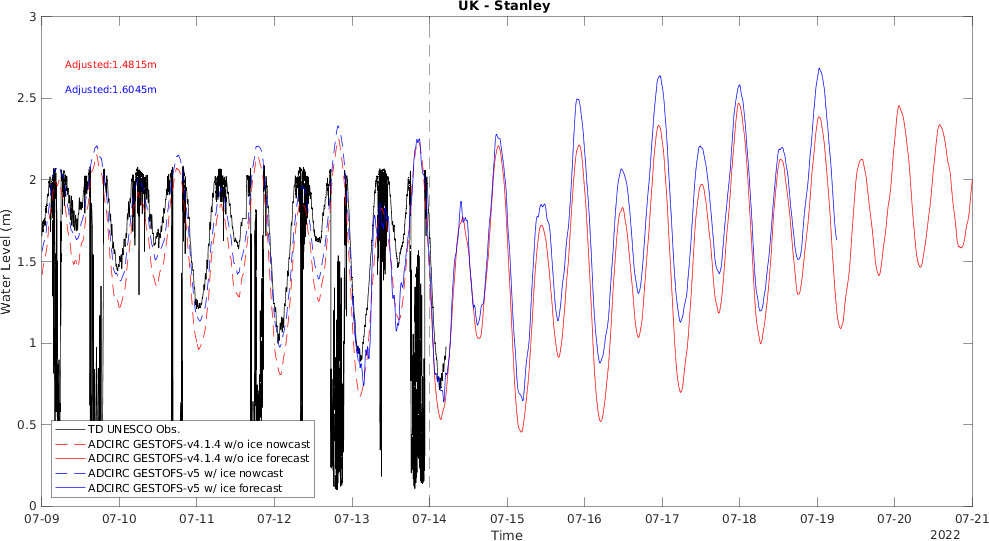 UK - Stanley
3
2.5
2
1.5
1
0.5
0
Water Level (m)
Adjusted:1.4815m
Adjusted:1.6045m
TD UNESCO Obs.
ADCIRC GESTOFS-v4.1.4 w/o ice nowcast
ADCIRC GESTOFS-v4.1.4 w/o ice forecast
ADCIRC GESTOFS-v5 w/ ice nowcast
ADCIRC GESTOFS-v5 w/ ice forecast
07-09 07-10 07-11 07-12 07-13 07-14 07-15 07-16 07-17 07-18 07-19 07-20 07-21
Time
2022